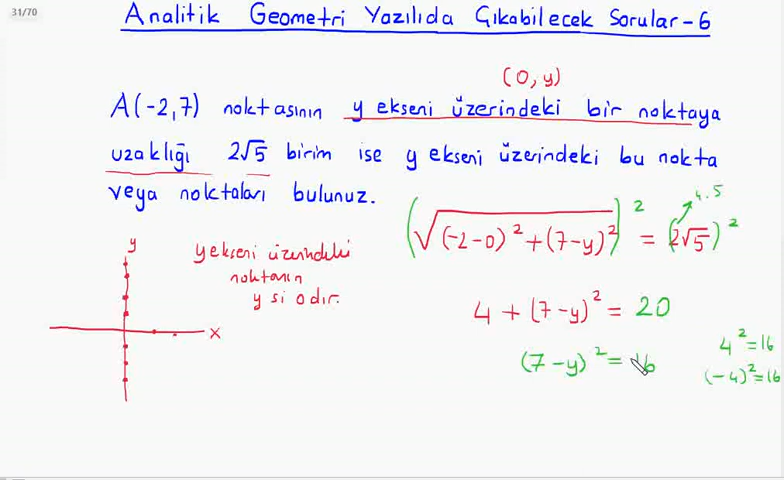 31/70
Analitik Geometri Yazılıda Çıkabilecek Sorular-6
(0,y)
A(-2,7) noktasının y ekseni üzerindeki bir noktaya
uzaklığı 2√5 birim ise y ekseni üzerindeki bu nokta
veya noktaları bulunuz.
4.5
(√(-2-0)²+(7-y)²)² = (2√5)²
y
y ekseni üzerindeki
noktanın
y si 0dır.
x
4 + (7-y)² = 20
(7-y)² = 16
4²=16
(-4)²=16